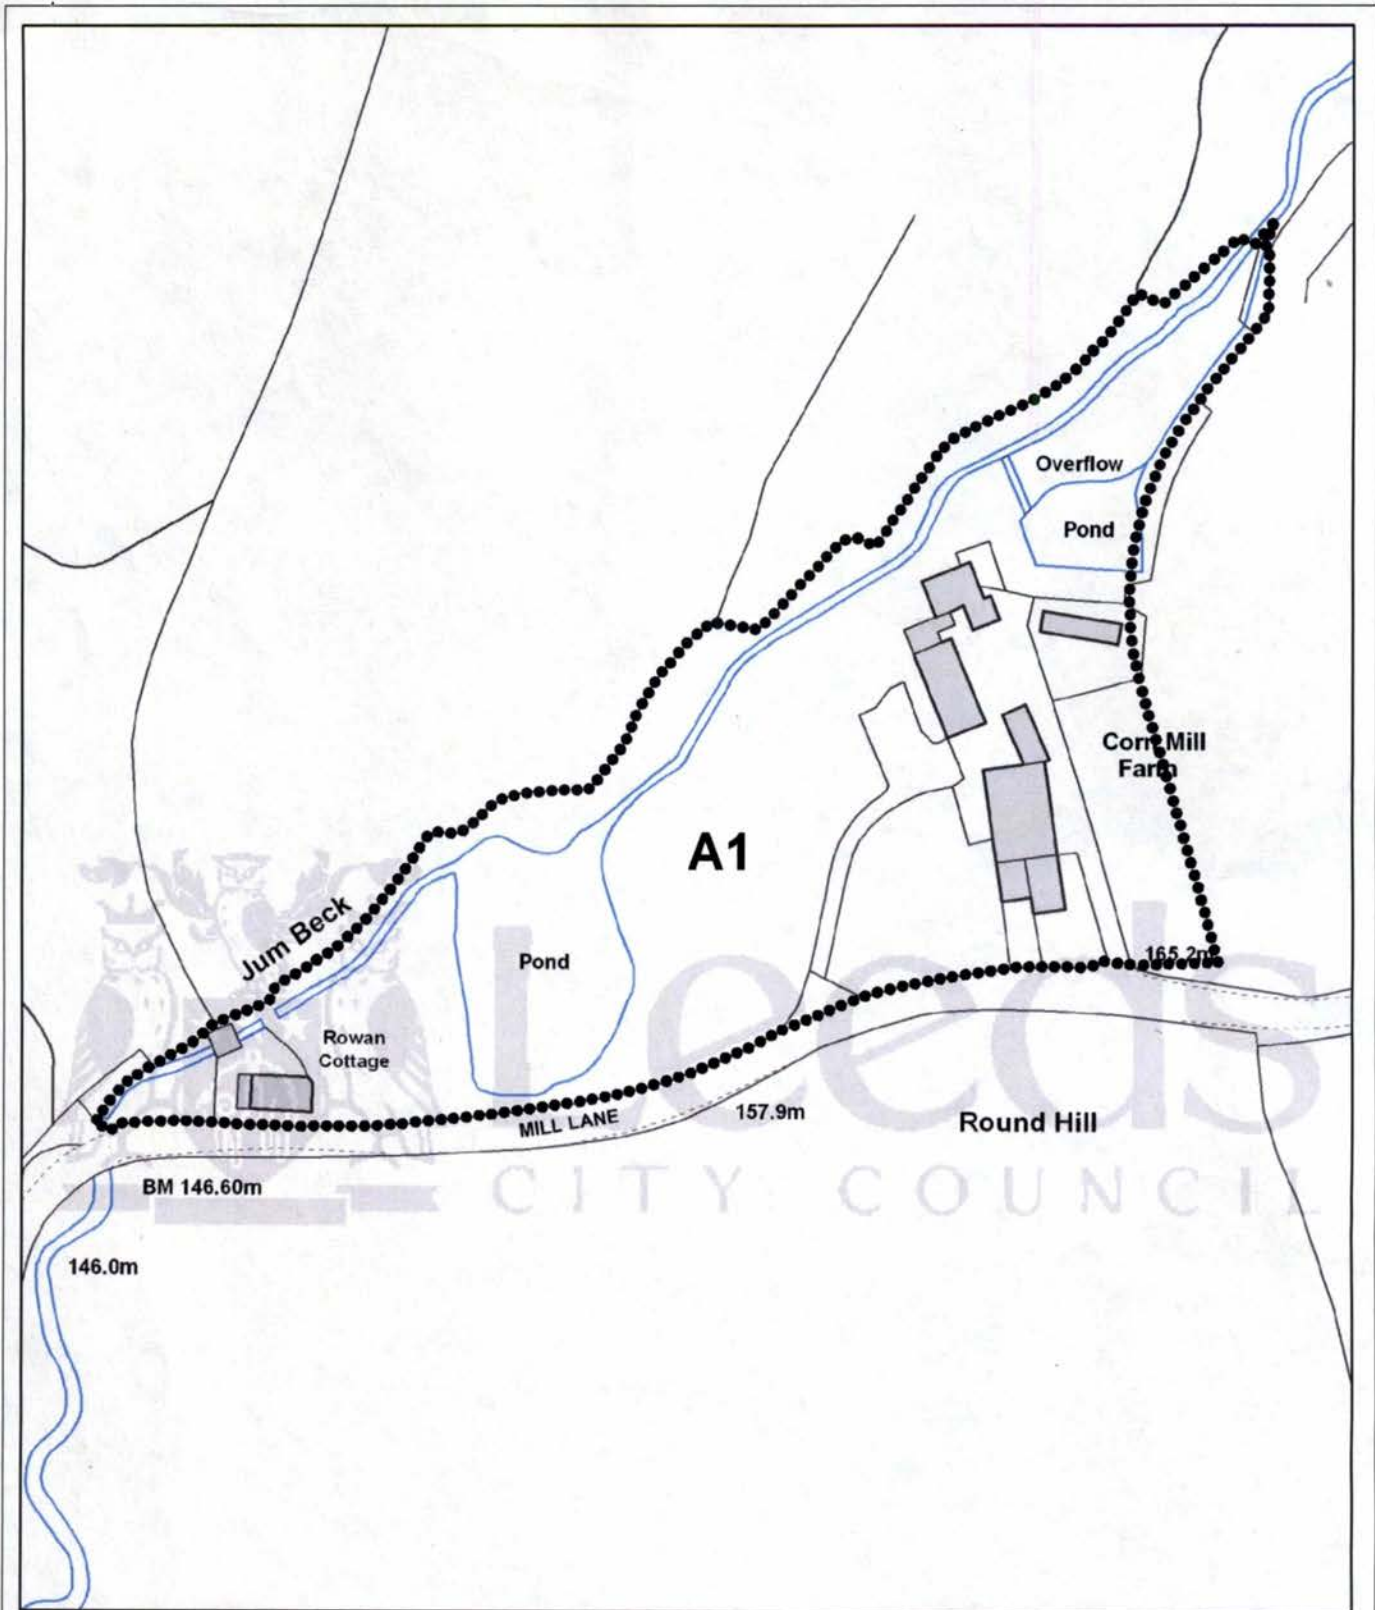 Overflow
Pond
Corn Mill
Farm
A1
Jum Beck
Pond
165.2m
Rowan
Cottage
MILL LANE
157.9m
Round Hill
BM 146.60m
146.0m
Leeds
CITY COUNCIL